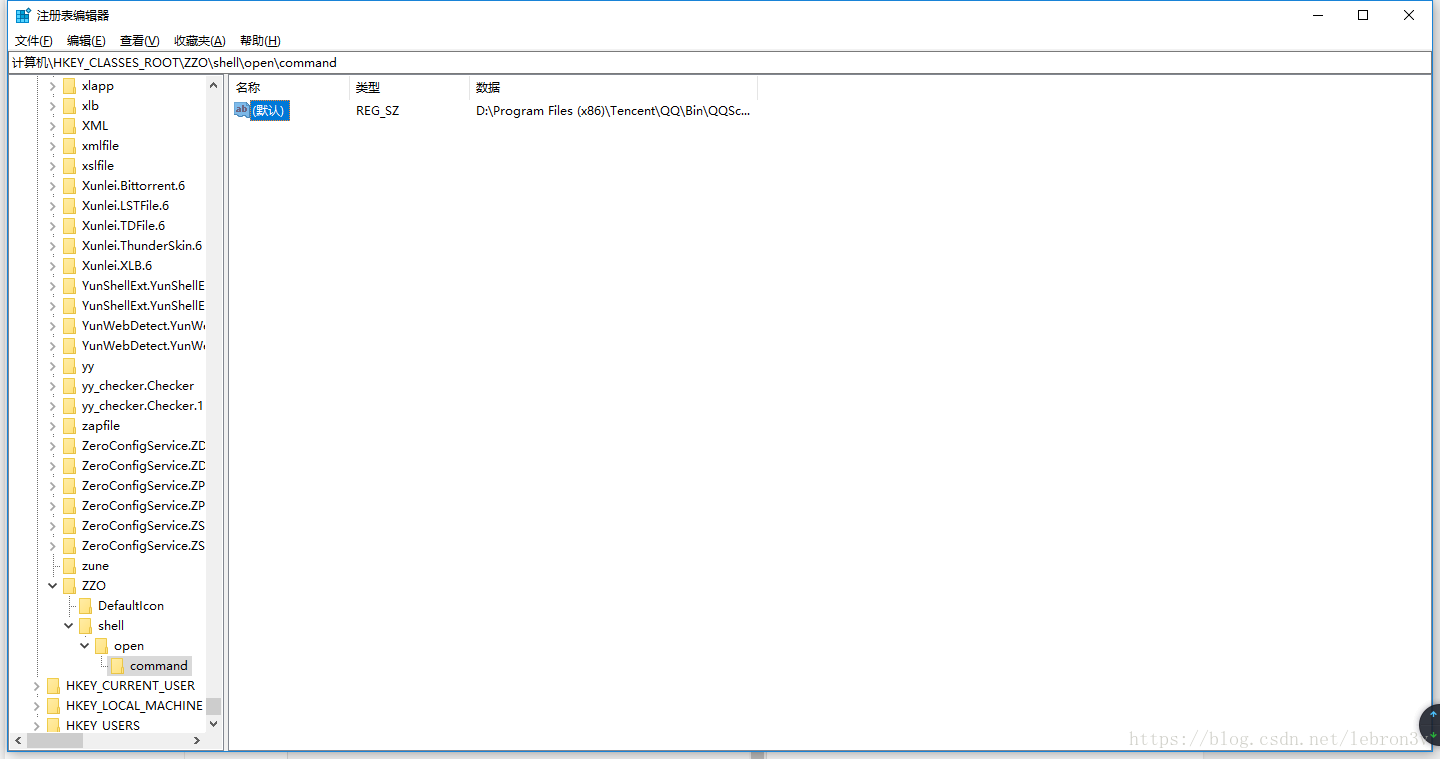 注册表编辑器
文件(F) 编辑(E) 查看(V) 收藏夹(A) 帮助(H)
计算机\HKEY_CLASSES_ROOT\ZZO\shell\open\command
xlapp
xlb
XML
xmlfile
xslfile
Xunlei.Bittorrent.6
Xunlei.LSTFile.6
Xunlei.TDFile.6
Xunlei.ThunderSkin.6
Xunlei.XLB.6
YunShellExt.YunShellE
YunShellExt.YunShellE
YunWebDetect.YunWe
YunWebDetect.YunWe
yy
yy_checker.Checker
yy_checker.Checker.1
zapfile
ZeroConfigService.ZD
ZeroConfigService.ZD
ZeroConfigService.ZP
ZeroConfigService.ZP
ZeroConfigService.ZS
ZeroConfigService.ZS
zune
ZZO
DefaultIcon
shell
open
command
HKEY_CURRENT_USER
HKEY_LOCAL_MACHINE
HKEY_USERS
名称 类型 数据
ab (默认) REG_SZ D:\Program Files (x86)\Tencent\QQ\Bin\QQSc...
https://blog.csdn.net/lebron3v